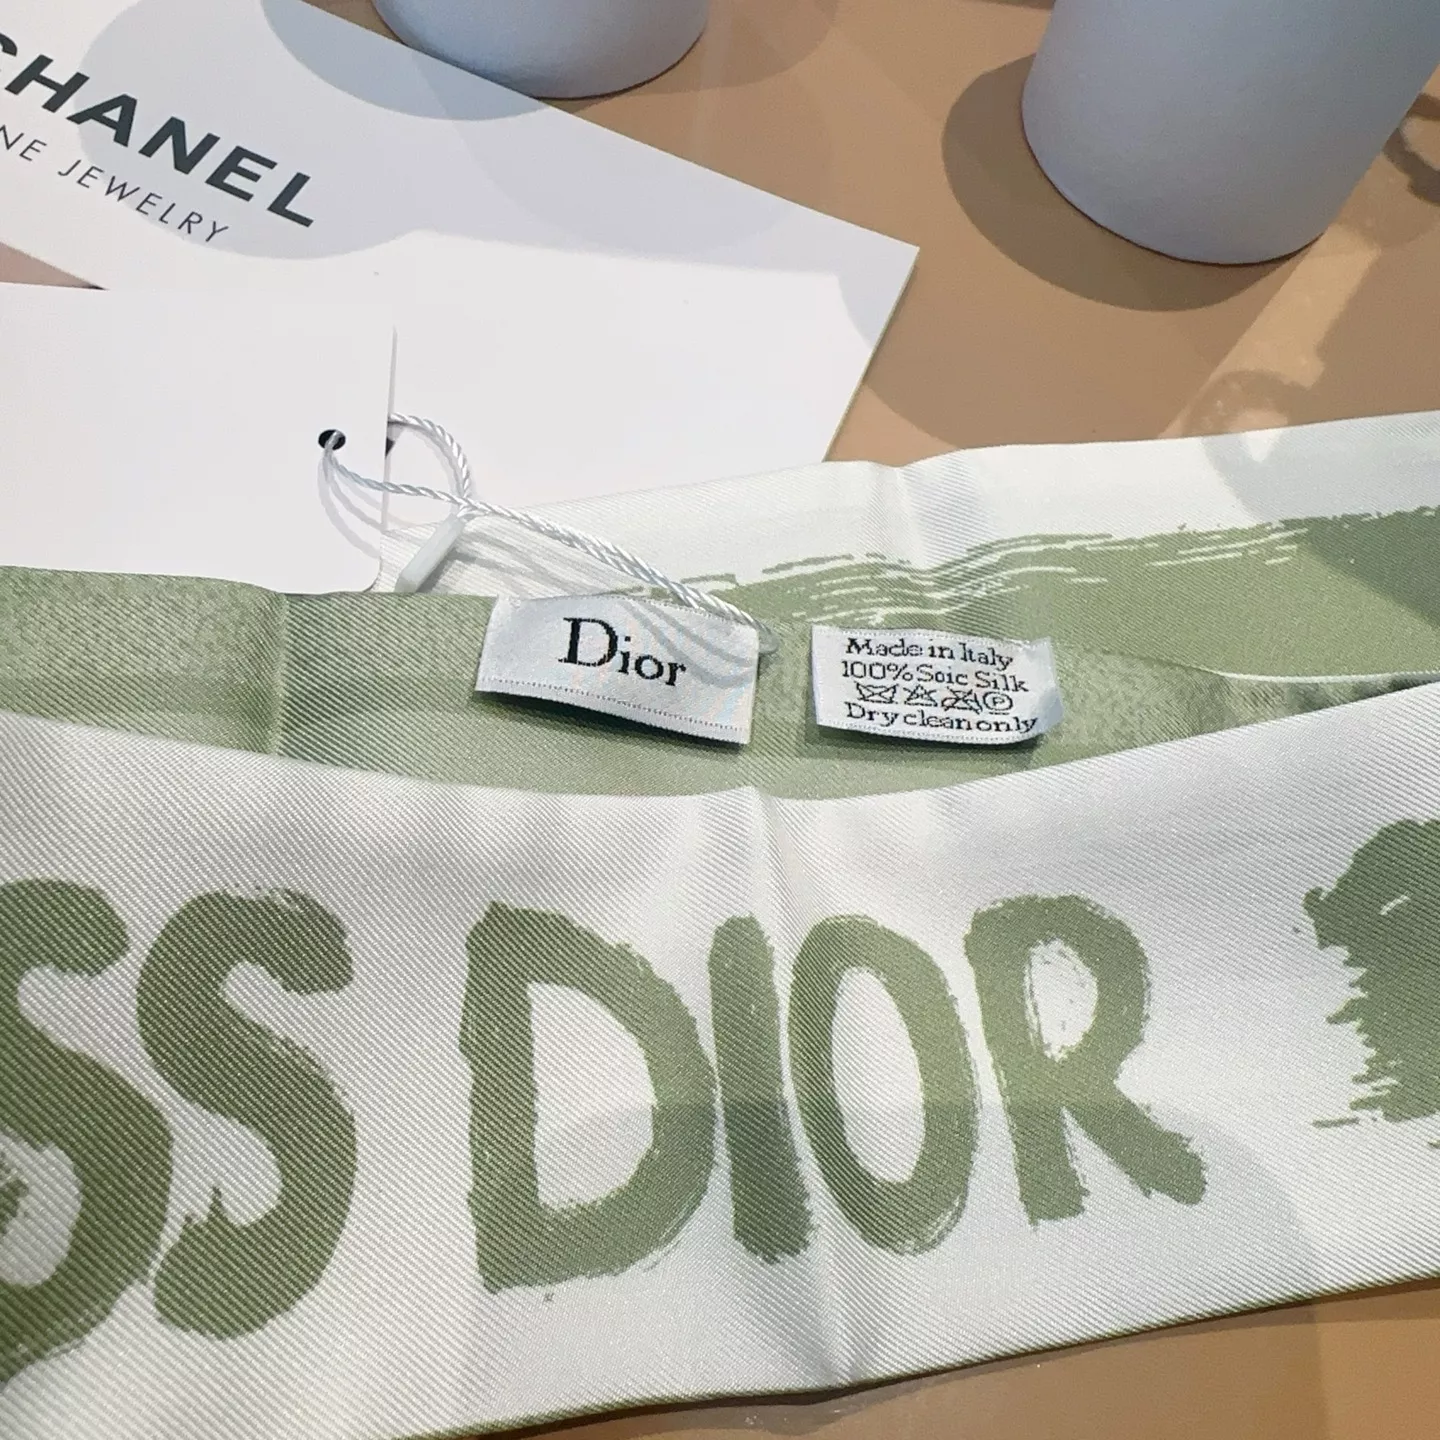 CHANEL
NE JEWELRY
Dior
Made in Italy
100% Soie Silk
P
Dry clean only
SS DIOR